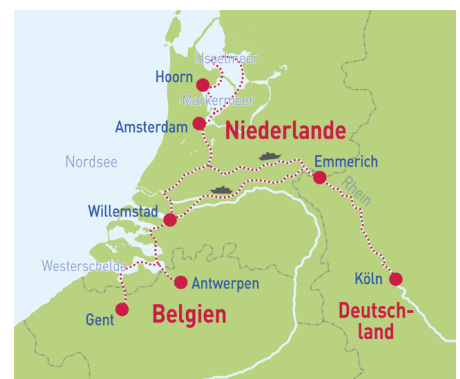 IJsselmeer
Hoorn
Markermeer
Amsterdam
Niederlande
Nordsee
Emmerich
Rhein
Willemstad
Westerschelde
Antwerpen
Köln
Gent
Belgien
Deutsch-
land